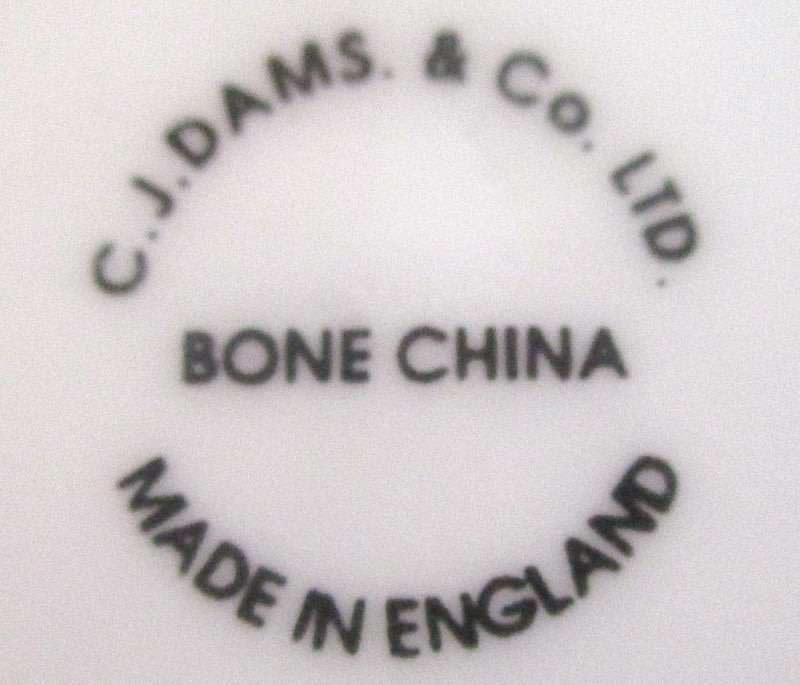 C.J.DAMS. & Co. LTD.
BONE CHINA
MADE IN ENGLAND